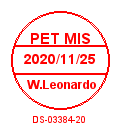 PET MIS
2020/11/25
W.Leonardo
DS-03384-20